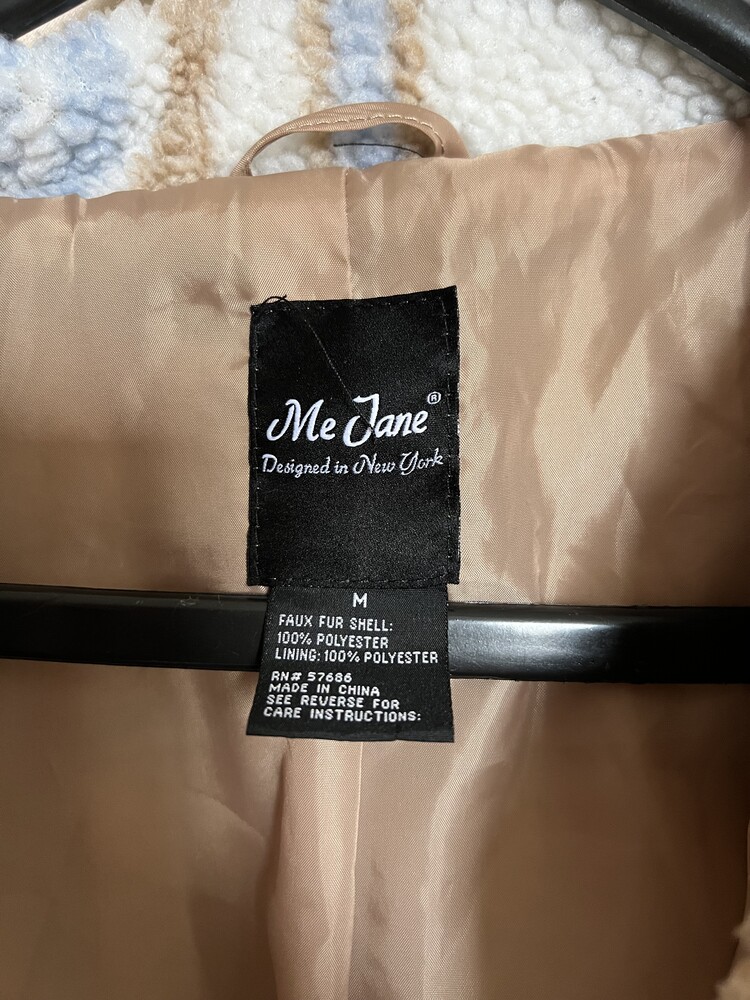 Me Jane®
Designed in New York
M
FAUX FUR SHELL:
100% POLYESTER
LINING: 100% POLYESTER
RN# 57686
MADE IN CHINA
SEE REVERSE FOR
CARE INSTRUCTIONS: